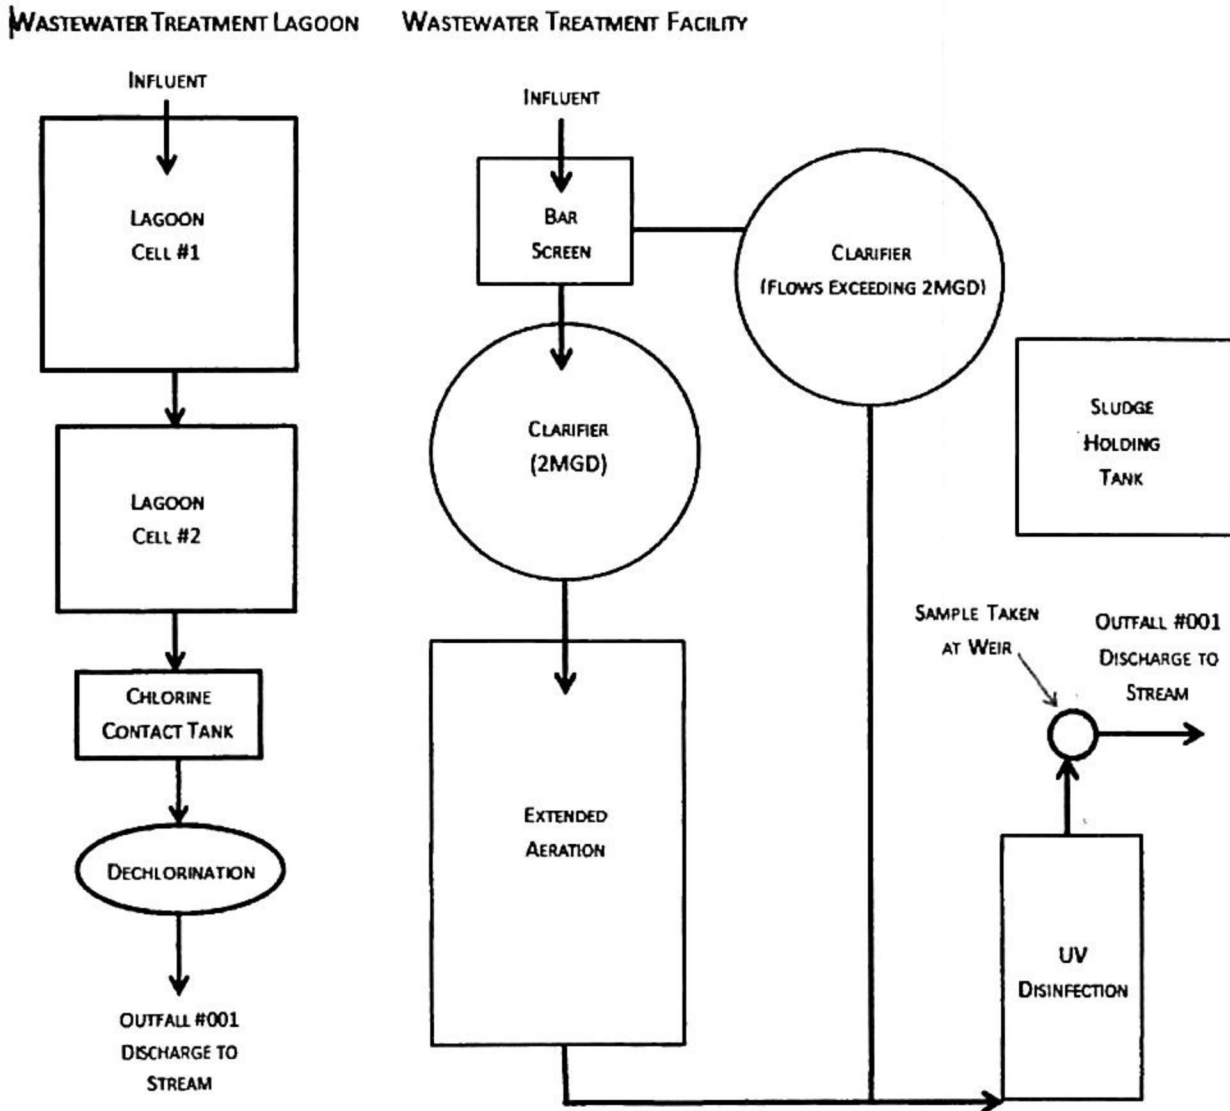 WASTEWATER TREATMENT LAGOON
INFLUENT
LAGOON
CELL #1
LAGOON
CELL #2
CHLORINE
CONTACT TANK
DECHLORINATION
OUTFALL #001
DISCHARGE TO
STREAM
WASTEWATER TREATMENT FACILITY
INFLUENT
BAR
SCREEN
CLARIFIER
(FLOWS EXCEEDING 2MGD)
CLARIFIER
(2MGD)
EXTENDED
AERATION
SLUDGE
HOLDING
TANK
SAMPLE TAKEN
AT WEIR
OUTFALL #001
DISCHARGE TO
STREAM
UV
DISINFECTION